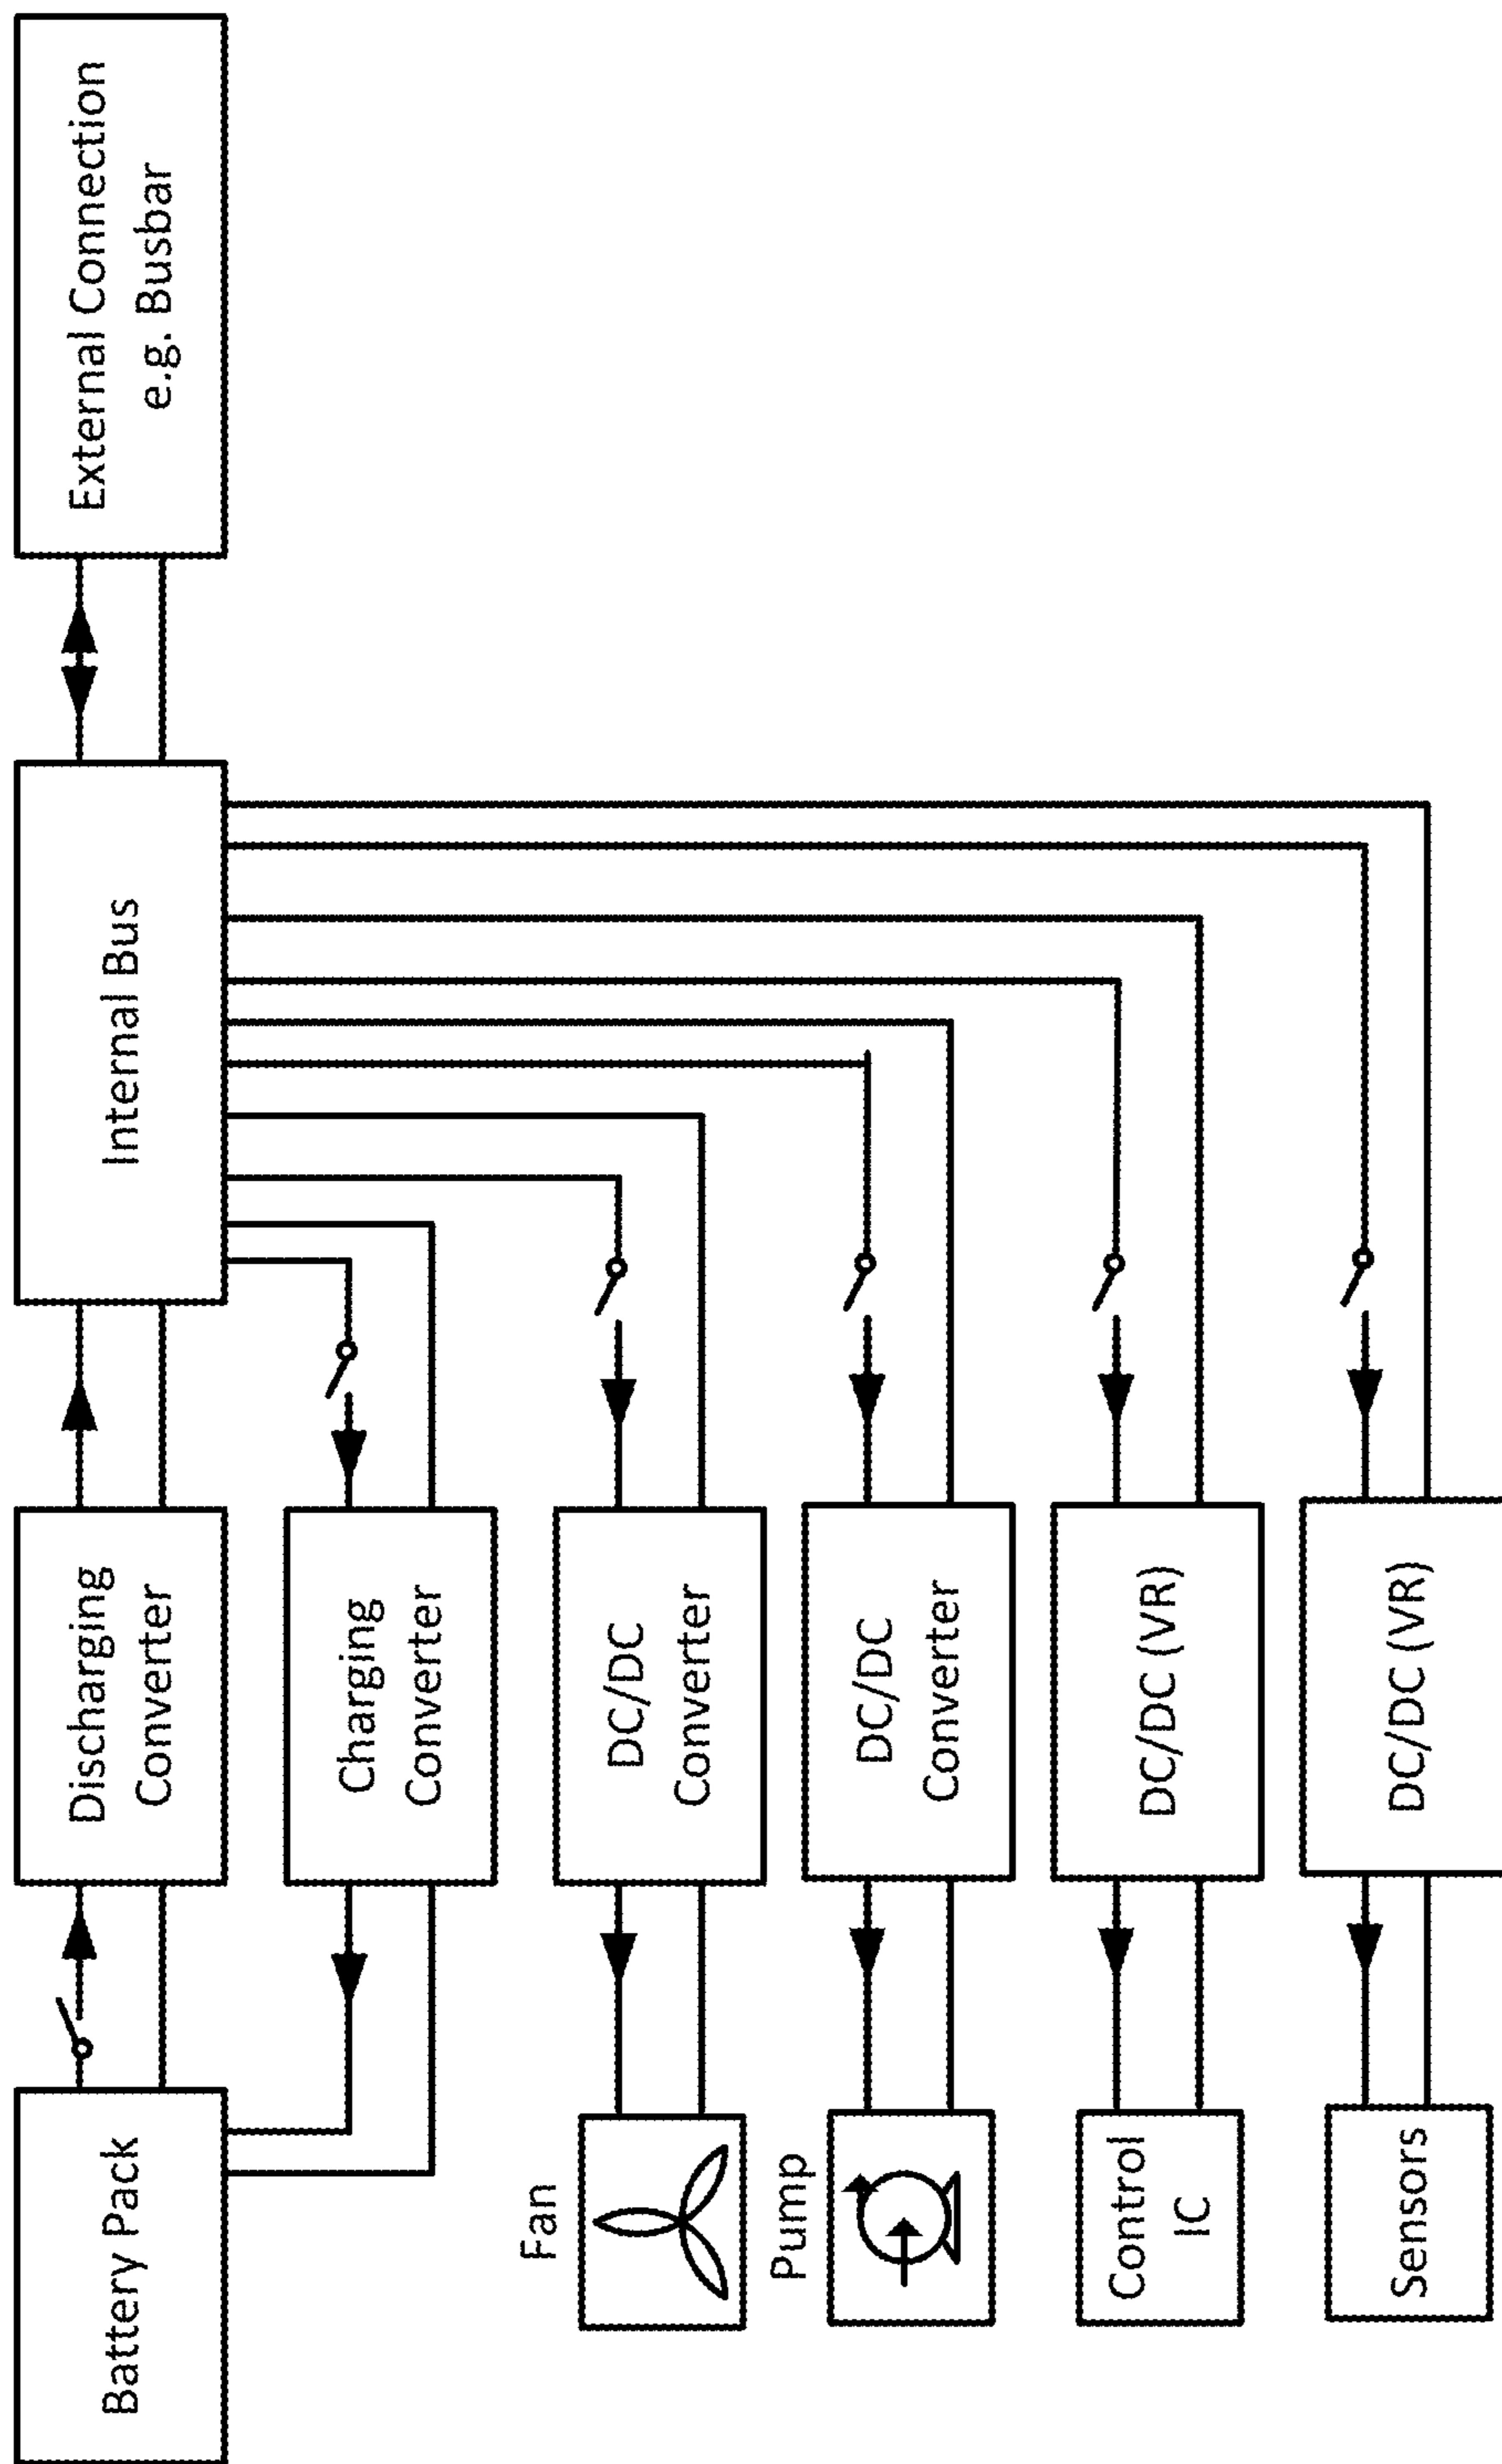 Battery Pack
Discharging
Converter
Internal Bus
External Connection
e.g. Busbar
Charging
Converter
Fan
DC/DC
Converter
Pump
DC/DC
Converter
Control
IC
DC/DC (VR)
Sensors
DC/DC (VR)